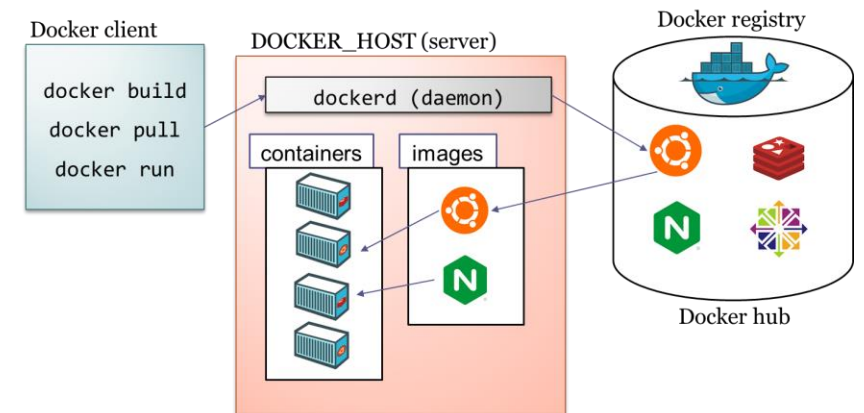 Docker client
docker build
docker pull
docker run
DOCKER_HOST (server)
dockerd (daemon)
containers
images
Docker registry
N
N
Docker hub